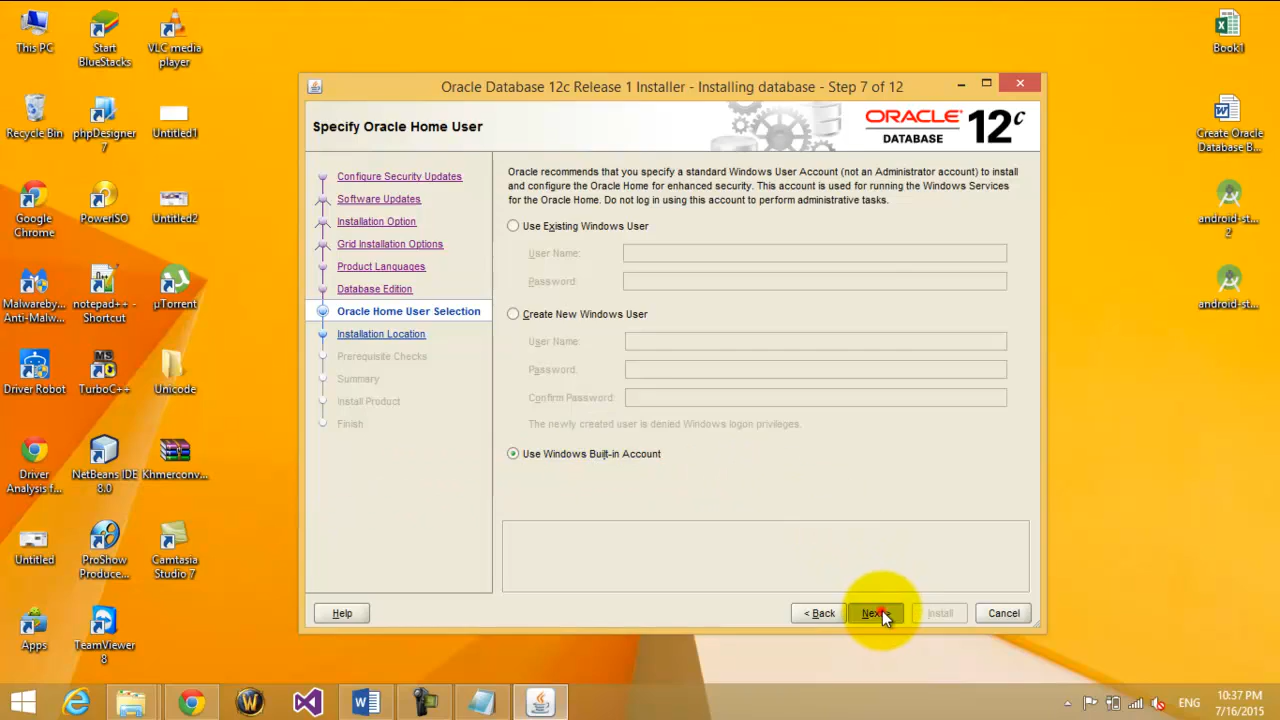 This PC
Start
BlueStacks
VLC media
player
Recycle Bin
phpDesigner
7
Untitled1
Google
Chrome
PowerISO
Untitled2
Malwareby...
Anti-Malw...
notepad++ -
Shortcut
µTorrent
Driver Robot
MS
TurboC++
Unicode
Driver
Analysis f...
NetBeans IDE
8.0
Khmerconv...
Untitled
ProShow
Produce...
Camtasia
Studio 7
Apps
TeamViewer
8
Book1
Create Oracle
Database B...
android-st...
2
android-st...
Oracle Database 12c Release 1 Installer - Installing database - Step 7 of 12
Specify Oracle Home User
ORACLE
DATABASE
12c
Configure Security Updates
Software Updates
Installation Option
Grid Installation Options
Product Languages
Database Edition
Oracle Home User Selection
Installation Location
Prerequisite Checks
Summary
Install Product
Finish
Oracle recommends that you specify a standard Windows User Account (not an Administrator account) to install
and configure the Oracle Home for enhanced security. This account is used for running the Windows Services
for the Oracle Home. Do not log in using this account to perform administrative tasks.
Use Existing Windows User
User Name:
Password:
Create New Windows User
User Name:
Password:
Confirm Password:
The newly created user is denied Windows logon privileges.
Use Windows Built-in Account
Help
< Back
Next >
Install
Cancel
ENG
10:37 PM
7/16/2015